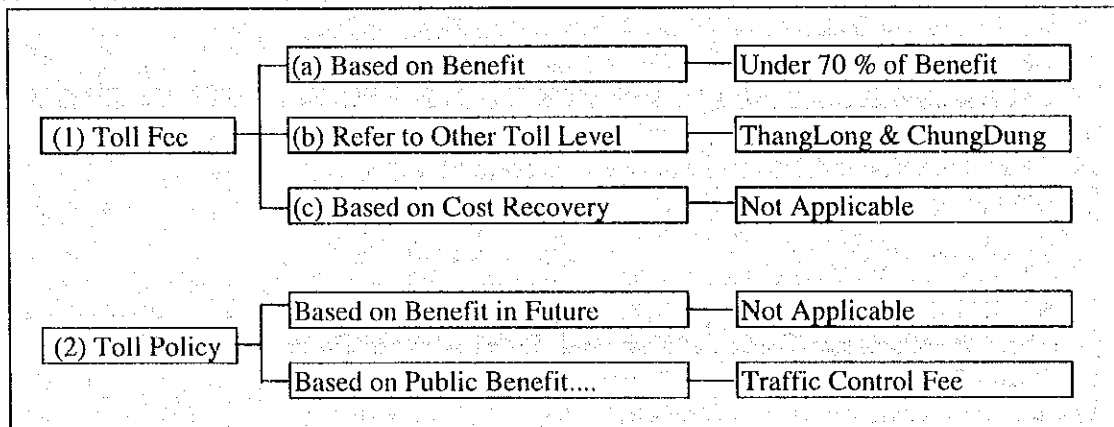 (a) Based on Benefit
Under 70 % of Benefit
(1) Toll Fee
(b) Refer to Other Toll Level
ThangLong & ChungDung
(c) Based on Cost Recovery
Not Applicable
Based on Benefit in Future
Not Applicable
(2) Toll Policy
Based on Public Benefit....
Traffic Control Fee